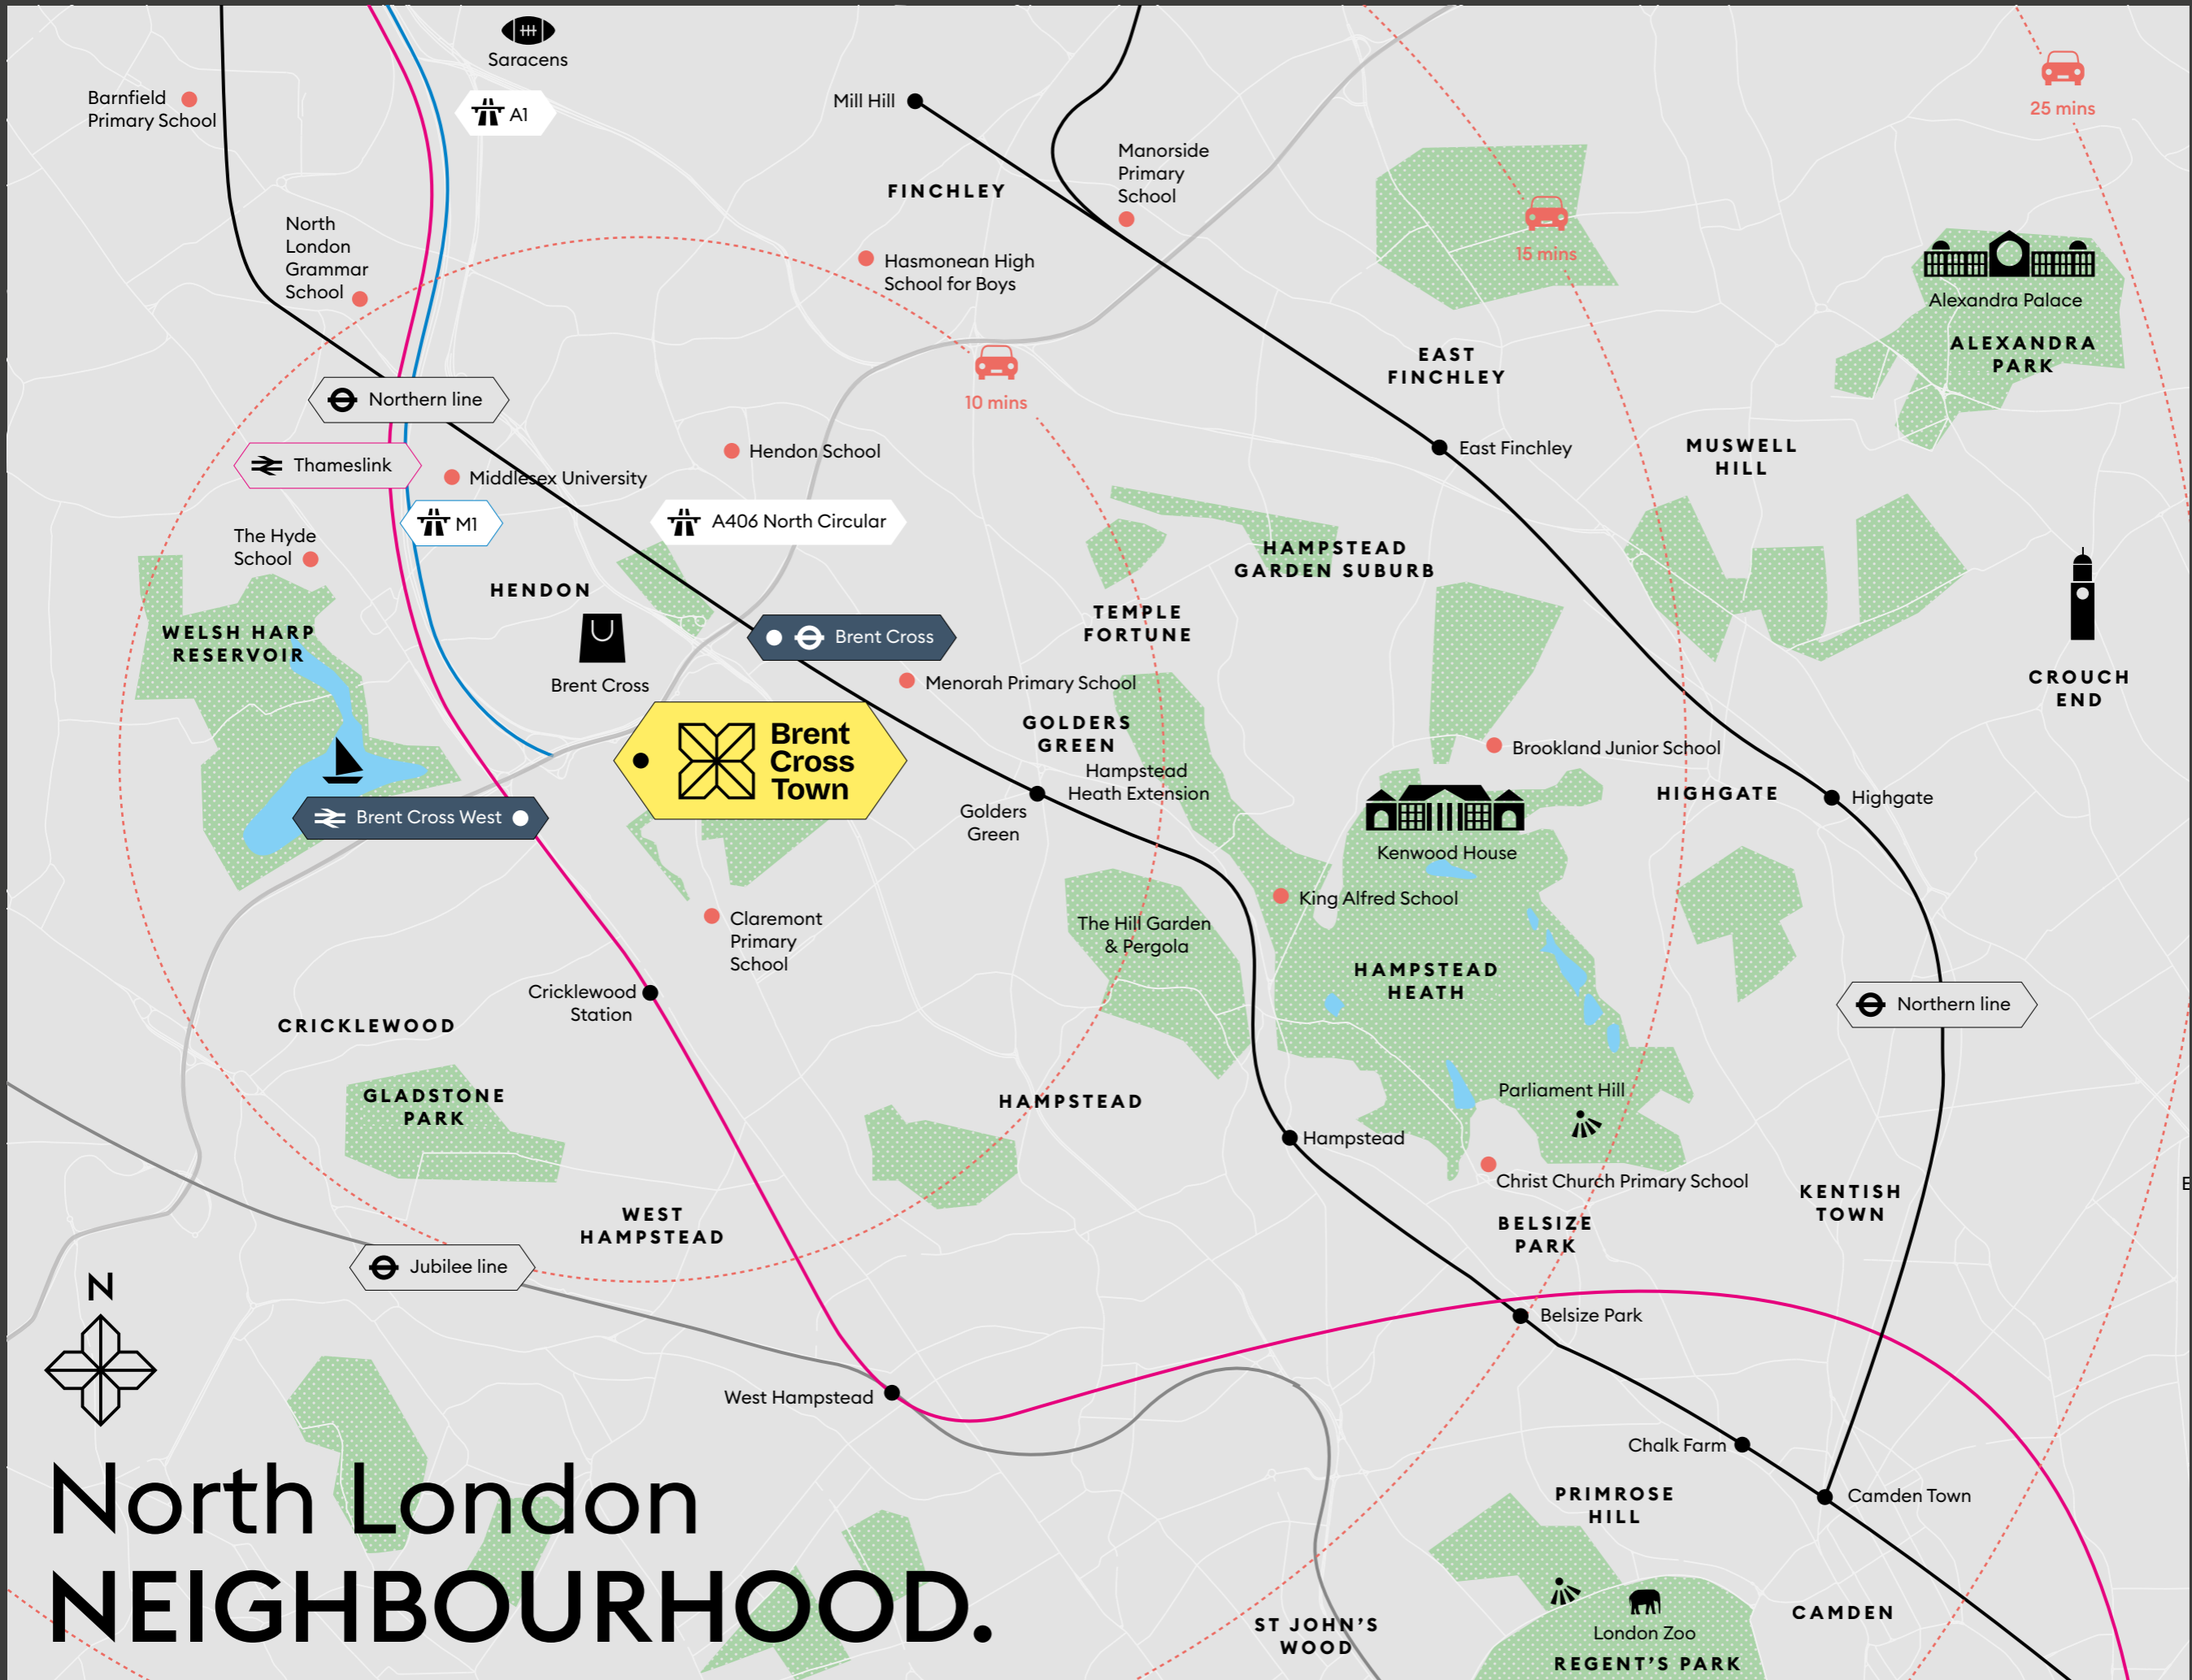 Saracens
Barnfield
Primary School
A1
Mill Hill
25 mins
Manorside
Primary
School
FINCHLEY
North
London
Grammar
School
Hasmonean High
School for Boys
15 mins
Alexandra Palace
ALEXANDRA
PARK
EAST
FINCHLEY
10 mins
Northern line
Thameslink
Middlesex University
Hendon School
East Finchley
MUSWELL
HILL
M1
A406 North Circular
The Hyde
School
HAMPSTEAD
GARDEN SUBURB
HENDON
WELSH HARP
RESERVOIR
Brent Cross
Brent Cross
TEMPLE
FORTUNE
Menorah Primary School
CROUCH
END
GOLDERS
GREEN
Brent
Cross
Town
Brookland Junior School
Hampstead
Heath Extension
HIGHGATE
Highgate
Golders
Green
Brent Cross West
Kenwood House
King Alfred School
Claremont
Primary
School
The Hill Garden
& Pergola
HAMPSTEAD
HEATH
Cricklewood
Station
CRICKLEWOOD
Northern line
GLADSTONE
PARK
HAMPSTEAD
Parliament Hill
Hampstead
Christ Church Primary School
KENTISH
TOWN
E
WEST
HAMPSTEAD
BELSIZE
PARK
Jubilee line
N
Belsize Park
West Hampstead
Chalk Farm
Camden Town
PRIMROSE
HILL
North London
NEIGHBOURHOOD.
ST JOHN'S
WOOD
CAMDEN
London Zoo
REGENT'S PARK